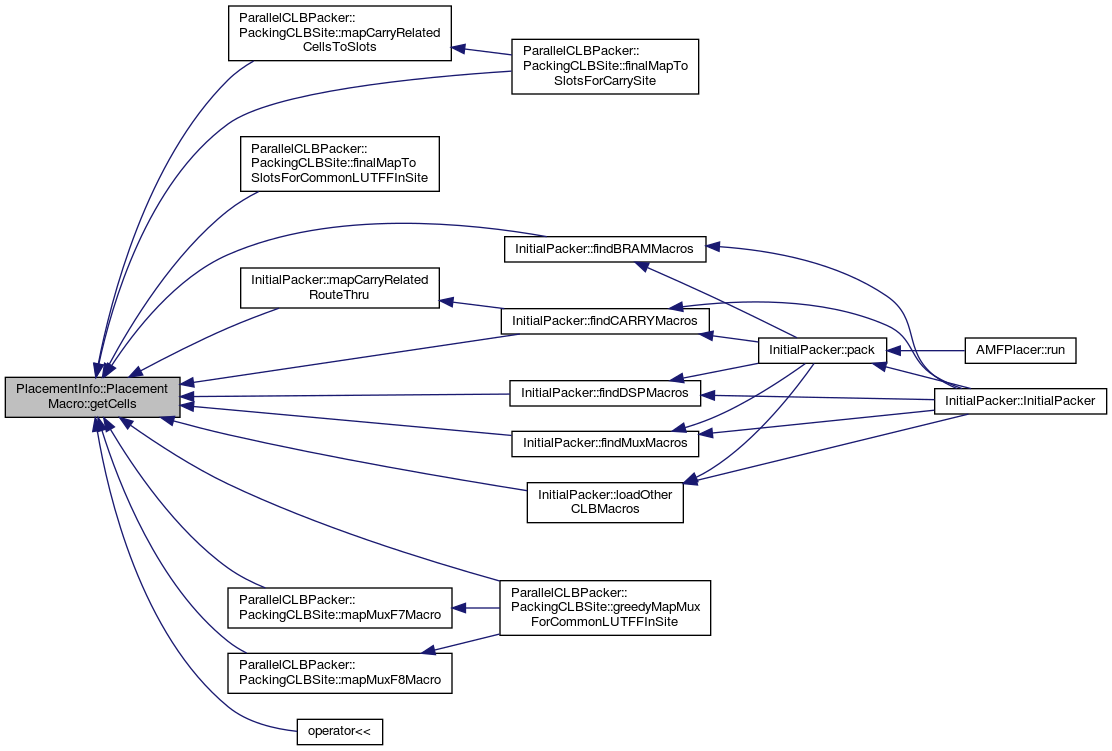 ParallelCLBPacker::
PackingCLBSite::mapCarryRelated
CellsToSlots
ParallelCLBPacker::
PackingCLBSite::finalMapTo
SlotsForCarrySite
ParallelCLBPacker::
PackingCLBSite::finalMapTo
SlotsForCommonLUTFFInSite
InitialPacker::findBRAMMacros
InitialPacker::mapCarryRelated
RouteThru
InitialPacker::findCARRYMacros
InitialPacker::pack
AMFPlacer::run
PlacementInfo::Placement
Macro::getCells
InitialPacker::findDSPMacros
InitialPacker::InitialPacker
InitialPacker::findMuxMacros
InitialPacker::loadOther
CLBMacros
ParallelCLBPacker::
PackingCLBSite::mapMuxF7Macro
ParallelCLBPacker::
PackingCLBSite::greedyMapMux
ForCommonLUTFFInSite
ParallelCLBPacker::
PackingCLBSite::mapMuxF8Macro
operator<<